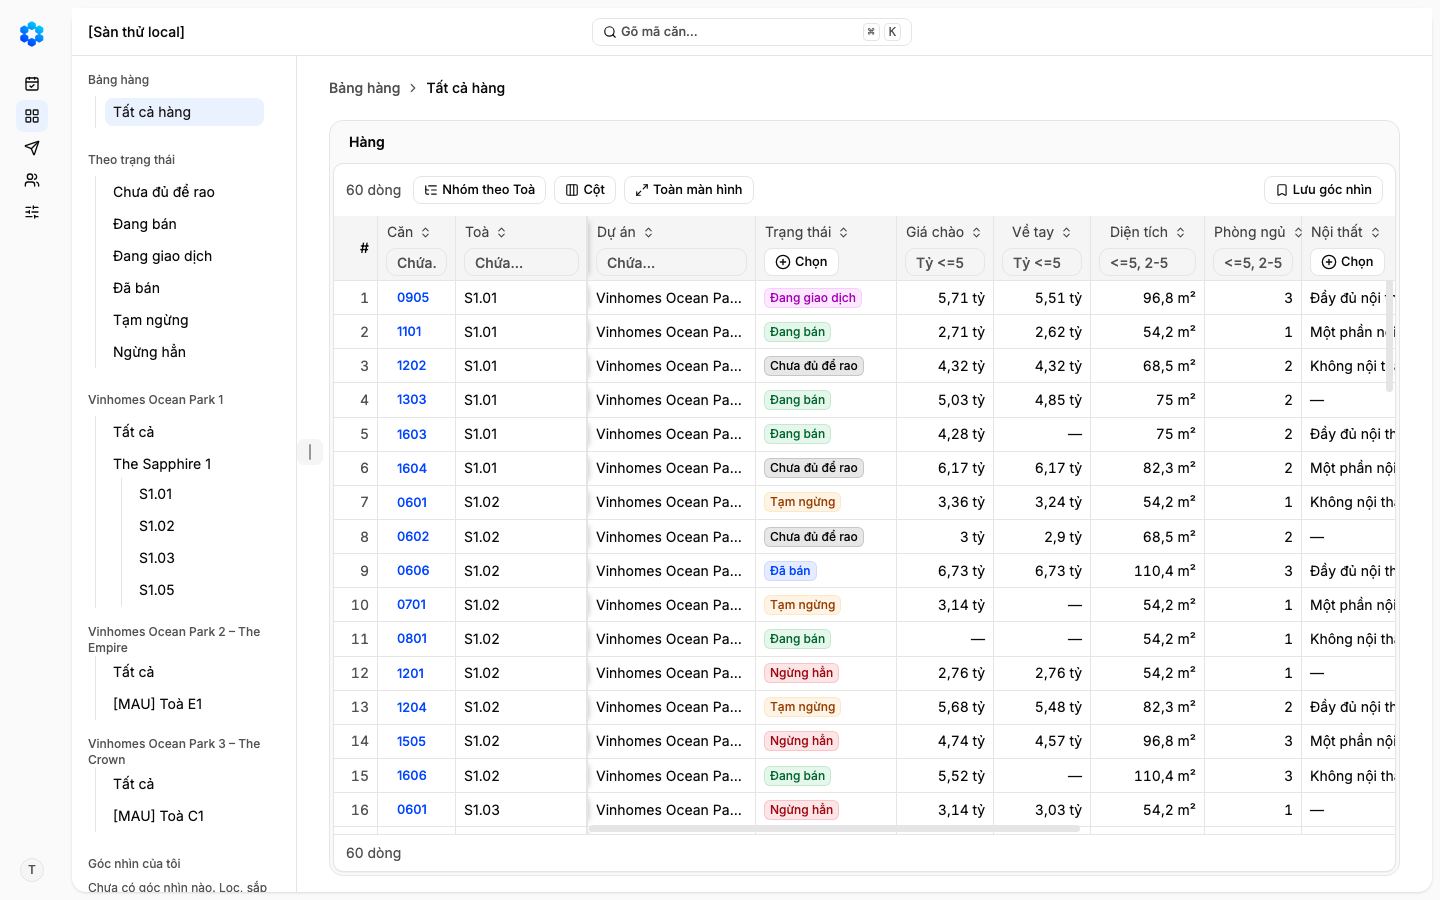 [Sàn thử local]
Gõ mã căn...
⌘ K
Bảng hàng
Tất cả hàng
Theo trạng thái
Chưa đủ để rao
Đang bán
Đang giao dịch
Đã bán
Tạm ngừng
Ngừng hẳn
Vinhomes Ocean Park 1
Tất cả
The Sapphire 1
S1.01
S1.02
S1.03
S1.05
Vinhomes Ocean Park 2 – The
Empire
Tất cả
[MAU] Toà E1
Vinhomes Ocean Park 3 – The
Crown
Tất cả
[MAU] Toà C1
Góc nhìn của tôi
Chưa có góc nhìn nào. Lọc, sắp
T
Bảng hàng > Tất cả hàng
Hàng
60 dòng Nhóm theo Toà Cột Toàn màn hình Lưu góc nhìn
# Căn Toà Dự án Trạng thái Giá chào Về tay Diện tích Phòng ngủ Nội thất
Chứa. Chứa... Chứa... Chọn Tỷ <=5 Tỷ <=5 <=5, 2-5 <=5, 2-5 Chọn
1 0905 S1.01 Vinhomes Ocean Pa... Đang giao dịch 5,71 tỷ 5,51 tỷ 96,8 m² 3 Đầy đủ nội
2 1101 S1.01 Vinhomes Ocean Pa... Đang bán 2,71 tỷ 2,62 tỷ 54,2 m² 1 Một phần
3 1202 S1.01 Vinhomes Ocean Pa... Chưa đủ để rao 4,32 tỷ 4,32 tỷ 68,5 m² 2 Không nội
4 1303 S1.01 Vinhomes Ocean Pa... Đang bán 5,03 tỷ 4,85 tỷ 75 m² 2 —
5 1603 S1.01 Vinhomes Ocean Pa... Đang bán 4,28 tỷ — 75 m² 2 Đầy đủ nội th
6 1604 S1.01 Vinhomes Ocean Pa... Chưa đủ để rao 6,17 tỷ 6,17 tỷ 82,3 m² 2 Một phần nội
7 0601 S1.02 Vinhomes Ocean Pa... Tạm ngừng 3,36 tỷ 3,24 tỷ 54,2 m² 1 Không nội th
8 0602 S1.02 Vinhomes Ocean Pa... Chưa đủ để rao 3 tỷ 2,9 tỷ 68,5 m² 2 —
9 0606 S1.02 Vinhomes Ocean Pa... Đã bán 6,73 tỷ 6,73 tỷ 110,4 m² 3 Đầy đủ nội th
10 0701 S1.02 Vinhomes Ocean Pa... Tạm ngừng 3,14 tỷ — 54,2 m² 1 Một phần nội
11 0801 S1.02 Vinhomes Ocean Pa... Đang bán — — 54,2 m² 1 Không nội th
12 1201 S1.02 Vinhomes Ocean Pa... Ngừng hẳn 2,76 tỷ 2,76 tỷ 54,2 m² 1 —
13 1204 S1.02 Vinhomes Ocean Pa... Tạm ngừng 5,68 tỷ 5,48 tỷ 82,3 m² 2 Đầy đủ nội th
14 1505 S1.02 Vinhomes Ocean Pa... Ngừng hẳn 4,74 tỷ 4,57 tỷ 96,8 m² 3 Một phần nội
15 1606 S1.02 Vinhomes Ocean Pa... Đang bán 5,52 tỷ — 110,4 m² 3 Không nội th
16 0601 S1.03 Vinhomes Ocean Pa... Ngừng hẳn 3,14 tỷ 3,03 tỷ 54,2 m² 1 —
60 dòng